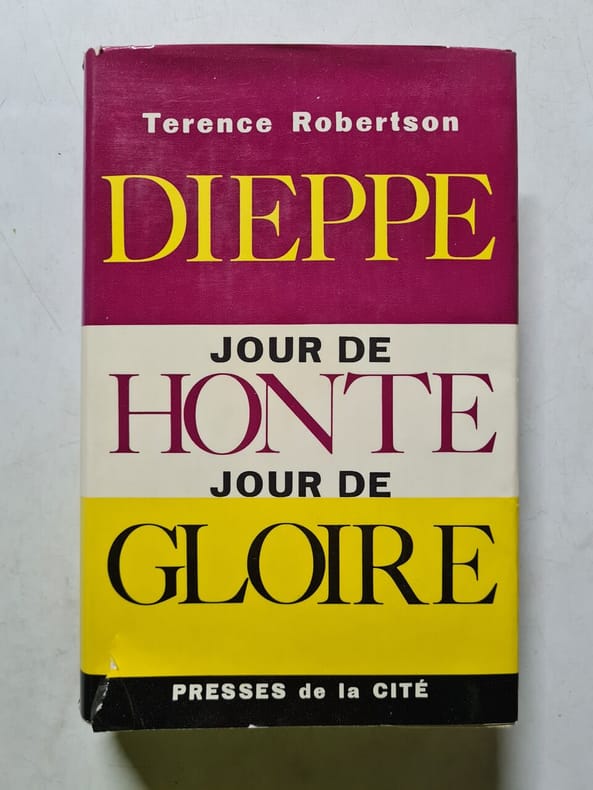 Terence Robertson
DIEPPE
JOUR DE
HONTE
JOUR DE
GLOIRE
PRESSES de la CITÉ